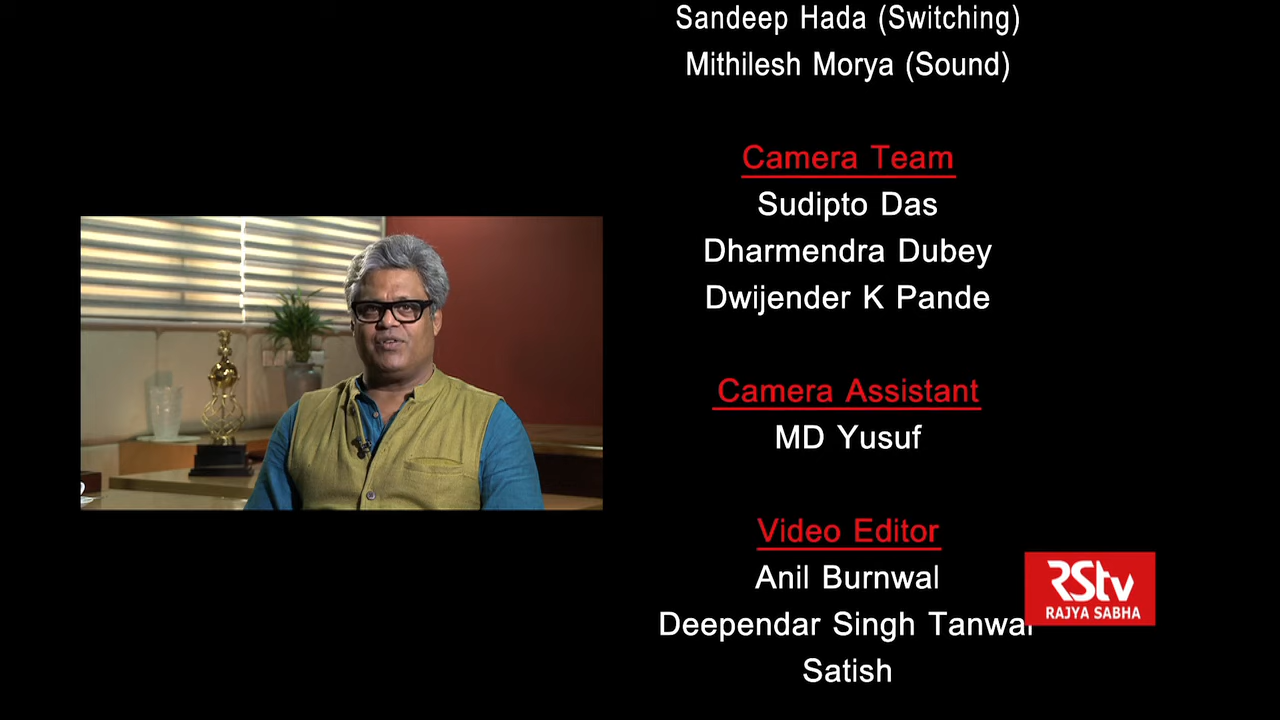 Sandeep Hada (Switching)
Mithilesh Morya (Sound)
Camera Team
Sudipto Das
Dharmendra Dubey
Dwijender K Pande
Camera Assistant
MD Yusuf
Video Editor
Anil Burnwal
Deependar Singh Tanwar
Satish
RSTV
RAJYA SABHA